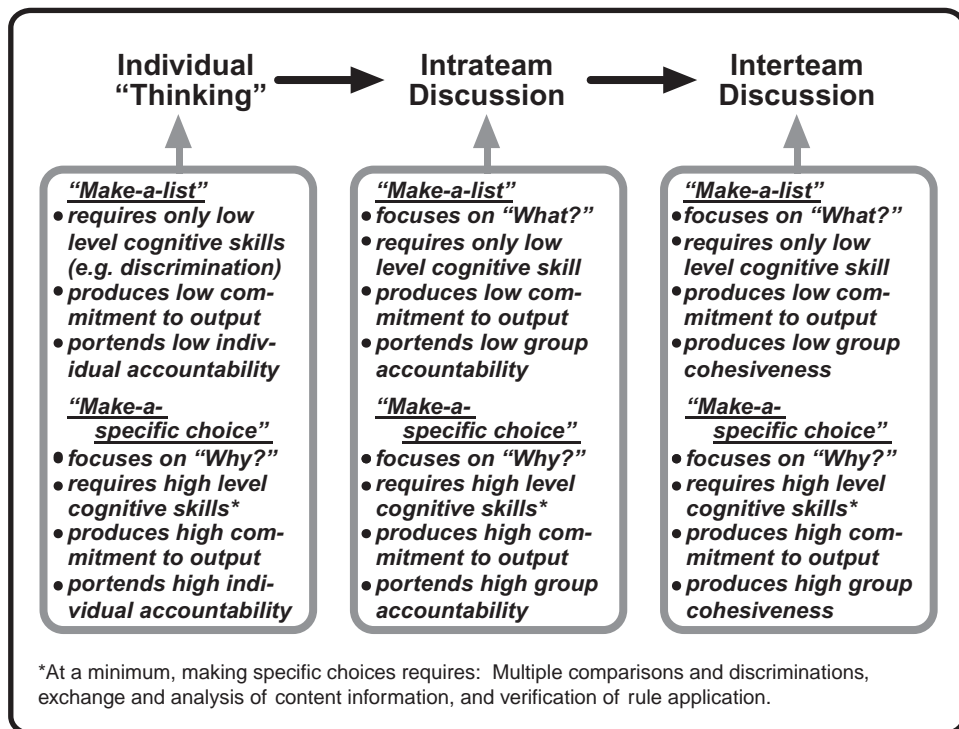 Individual
“Thinking”
Intrateam
Discussion
Interteam
Discussion
“Make-a-list”
• requires only low
level cognitive skills
(e.g. discrimination)
• produces low com-
mitment to output
• portends low indiv-
idual accountability
“Make-a-
specific choice”
• focuses on “Why?”
• requires high level
cognitive skills*
• produces high com-
mitment to output
• portends high indi-
vidual accountability
“Make-a-list”
• focuses on “What?”
• requires only low
level cognitive skill
• produces low com-
mitment to output
• portends low group
accountability
“Make-a-
specific choice”
• focuses on “Why?”
• requires high level
cognitive skills*
• produces high com-
mitment to output
• portends high group
accountability
“Make-a-list”
• focuses on “What?”
• requires only low
level cognitive skill
• produces low com-
mitment to output
• produces low group
cohesiveness
“Make-a-
specific choice”
• focuses on “Why?”
• requires high level
cognitive skills*
• produces high com-
mitment to output
• produces high group
cohesiveness
*At a minimum, making specific choices requires: Multiple comparisons and discriminations,
exchange and analysis of content information, and verification of rule application.